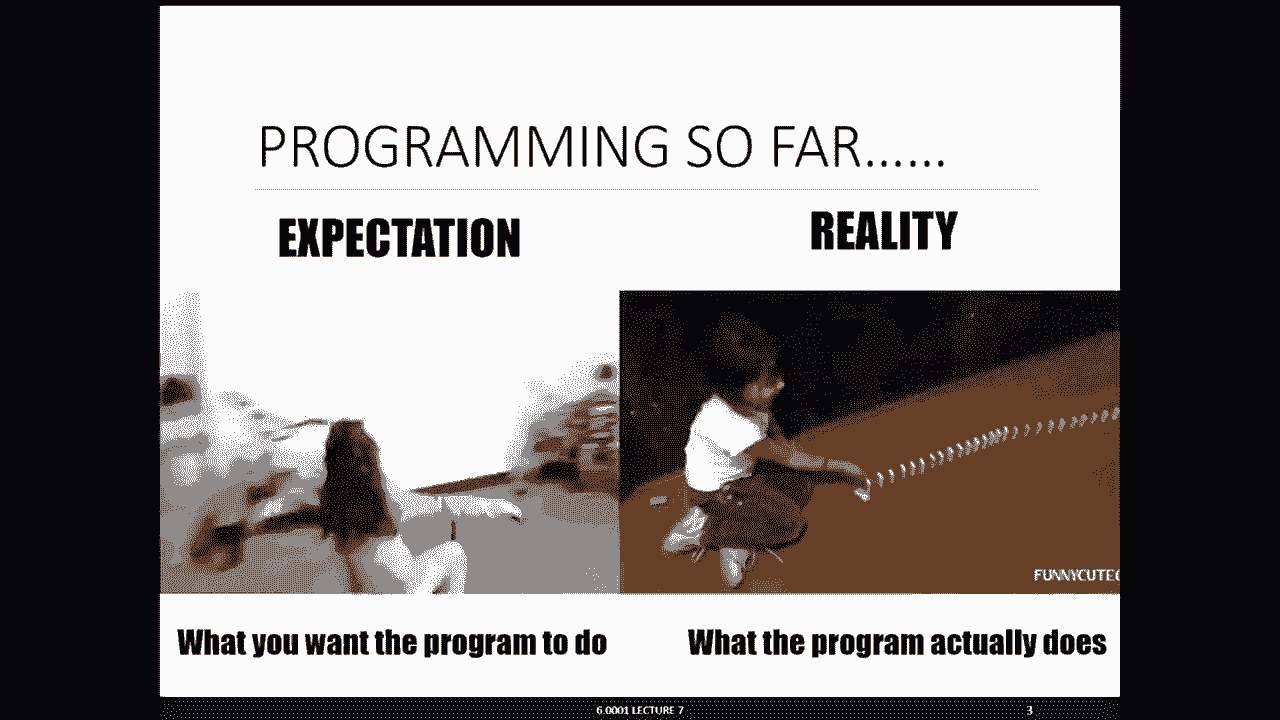 PROGRAMMING SO FAR......
EXPECTATION
REALITY
FUNNYCUTEG
What you want the program to do
What the program actually does
6.0001 LECTURE 7
3